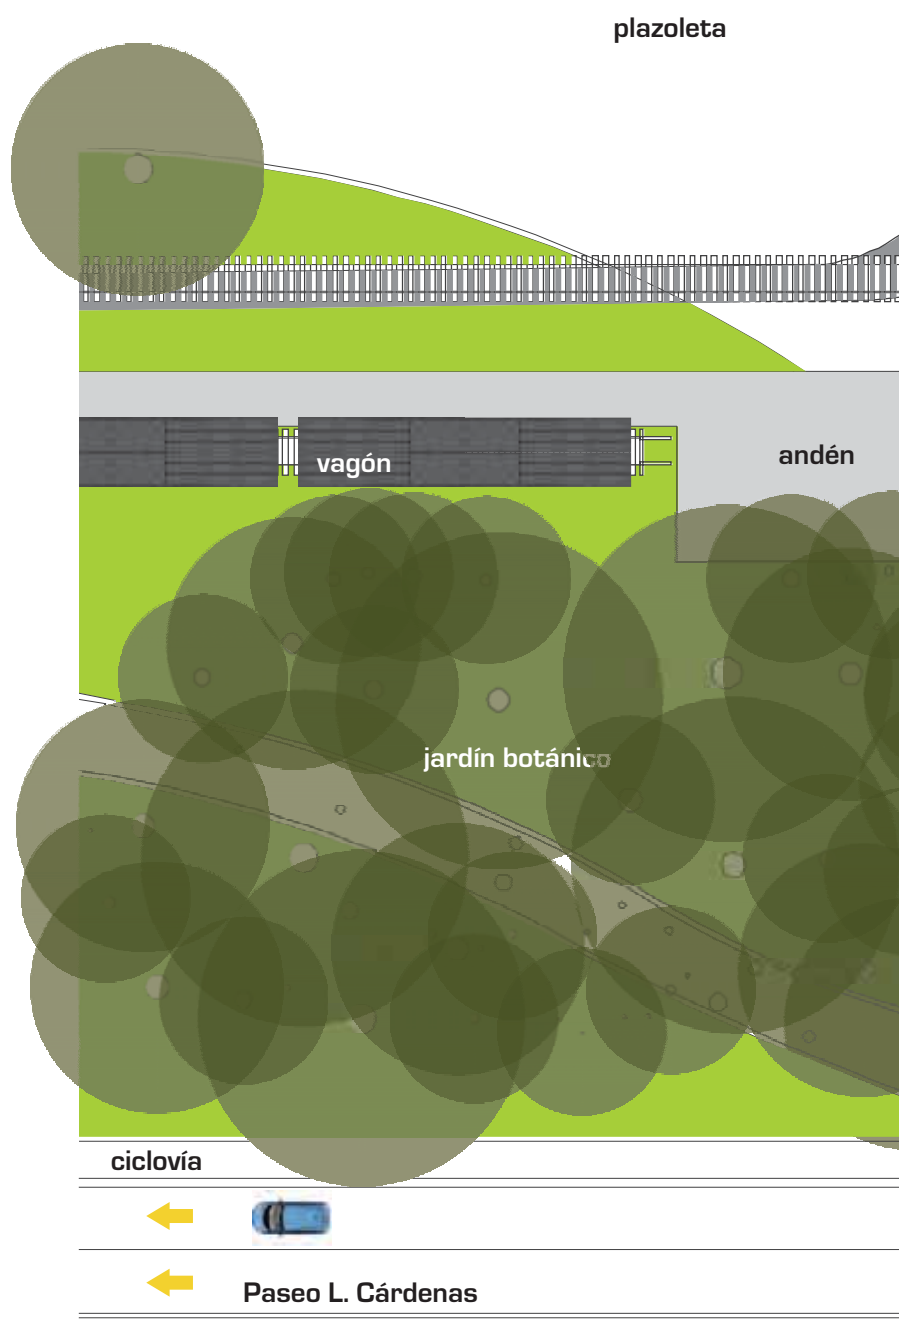 plazoleta
andén
vagón
jardín botánico
ciclovía
Paseo L. Cárdenas